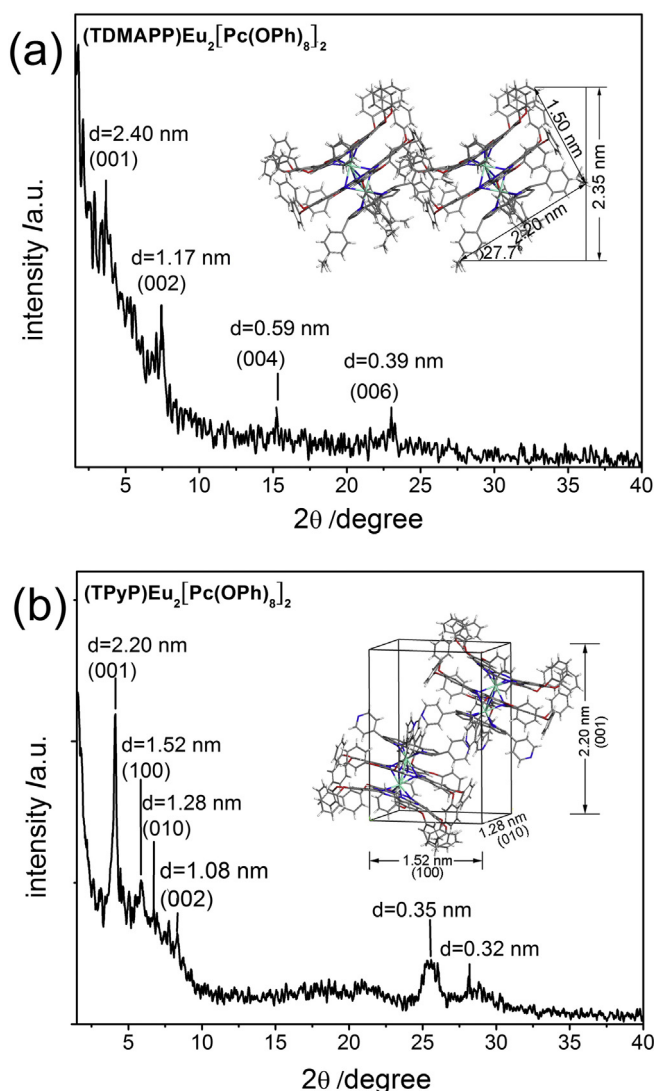 (a)
(TDMAPP)Eu₂[Pc(OPh)₈]₂
d=2.40 nm
(001)
d=1.17 nm
(002)
d=0.59 nm
(004)
d=0.39 nm
(006)
1.50 nm
2.35 nm
2.20 nm
27.7°
intensity /a.u.
5 10 15 20 25 30 35 40
2θ /degree
(b)
(TPyP)Eu₂[Pc(OPh)₈]₂
d=2.20 nm
(001)
d=1.52 nm
(100)
d=1.28 nm
(010)
d=1.08 nm
(002)
d=0.35 nm
d=0.32 nm
2.20 nm
(001)
1.28 nm
(010)
1.52 nm
(100)
intensity /a.u.
5 10 15 20 25 30 35 40
2θ /degree